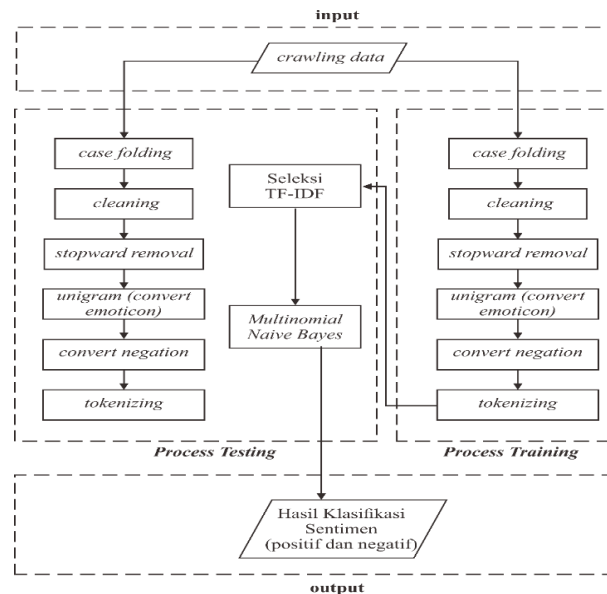 input
crawling data
case folding
cleaning
stopward removal
unigram (convert
emoticon)
convert negation
tokenizing
Seleksi
TF-IDF
Multinomial
Naive Bayes
Process Testing
case folding
cleaning
stopward removal
unigram (convert
emoticon)
convert negation
tokenizing
Process Training
Hasil Klasifikasi
Sentimen
(positif dan negatif)
output